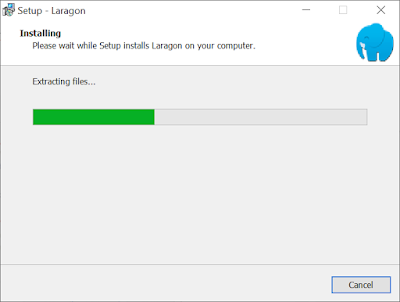 Setup - Laragon
Installing
Please wait while Setup installs Laragon on your computer.
Extracting files...
Cancel